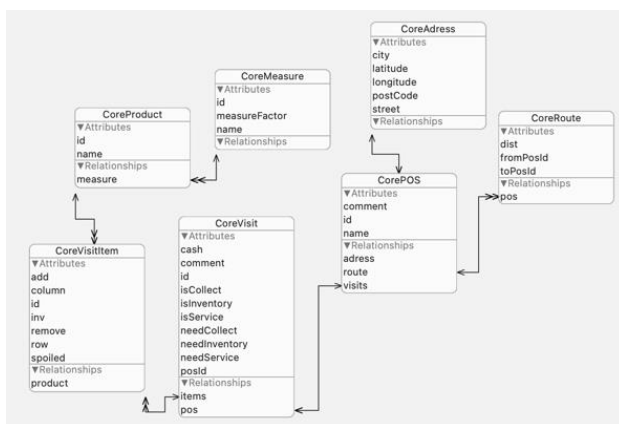 CoreAdress
▼Attributes
city
latitude
longitude
postCode
street
▼Relationships
CoreMeasure
▼Attributes
id
measureFactor
name
▼Relationships
CoreProduct
▼Attributes
id
name
▼Relationships
measure
CoreRoute
▼Attributes
dist
fromPosId
toPosId
▼Relationships
pos
CorePOS
▼Attributes
comment
id
name
▼Relationships
adress
route
visits
CoreVisit
▼Attributes
cash
comment
id
isCollect
isInventory
isService
needCollect
needInventory
needService
posId
▼Relationships
items
pos
CoreVisitItem
▼Attributes
add
column
id
inv
remove
row
spoiled
▼Relationships
product